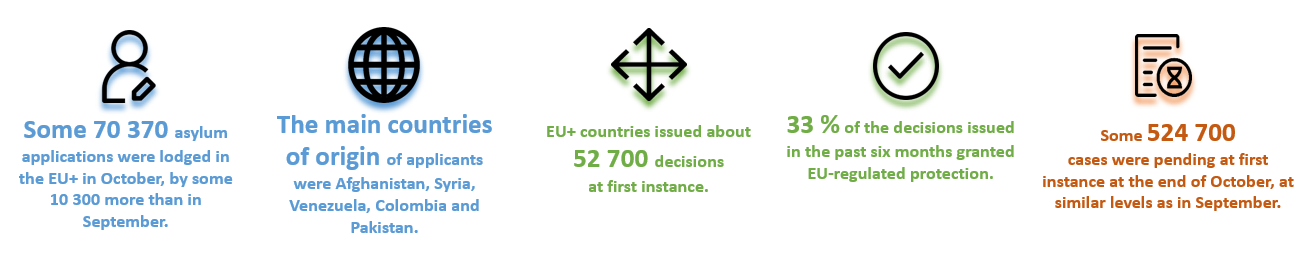 Some 70 370 asylum
applications were lodged in
the EU+ in October, by some
10 300 more than in
September.
The main countries
of origin of applicants
were Afghanistan, Syria,
Venezuela, Colombia and
Pakistan.
EU+ countries issued about
52 700 decisions
at first instance.
33 % of the decisions issued
in the past six months granted
EU-regulated protection.
Some 524 700
cases were pending at first
instance at the end of October, at
similar levels as in September.